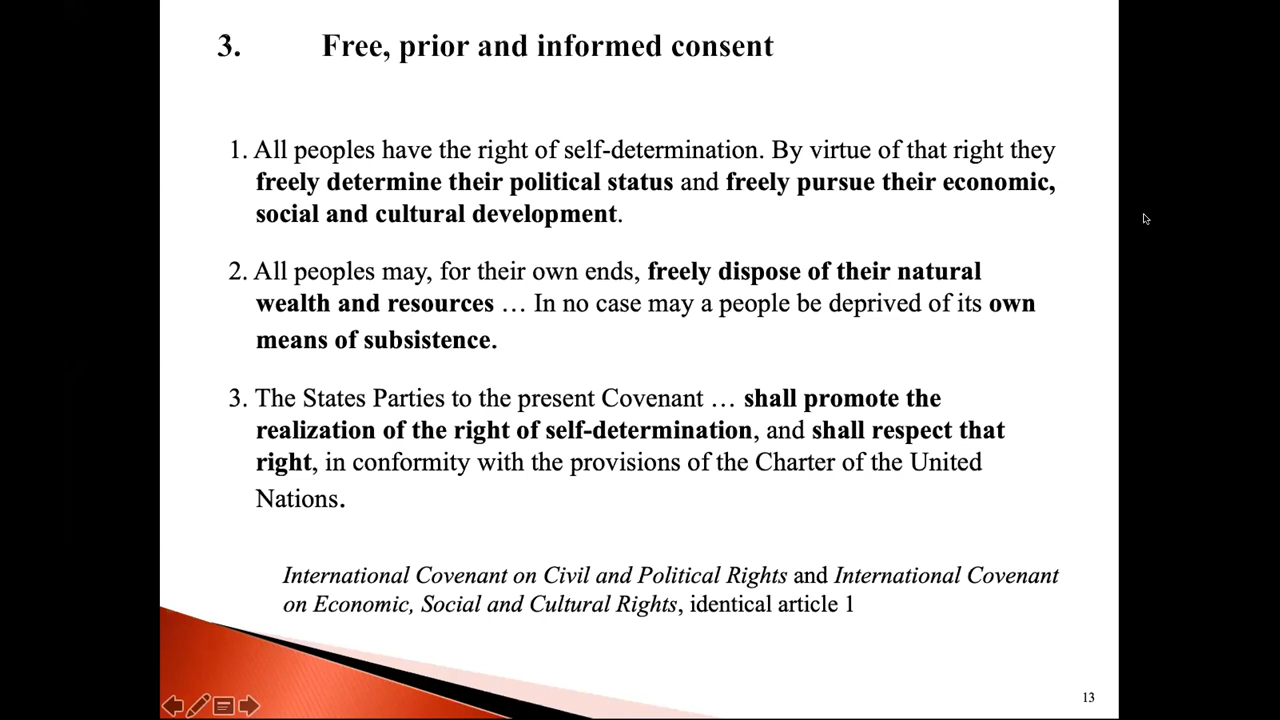 3. Free, prior and informed consent
1. All peoples have the right of self-determination. By virtue of that right they
freely determine their political status and freely pursue their economic,
social and cultural development.
2. All peoples may, for their own ends, freely dispose of their natural
wealth and resources … In no case may a people be deprived of its own
means of subsistence.
3. The States Parties to the present Covenant … shall promote the
realization of the right of self-determination, and shall respect that
right, in conformity with the provisions of the Charter of the United
Nations.
International Covenant on Civil and Political Rights and International Covenant
on Economic, Social and Cultural Rights, identical article 1
13